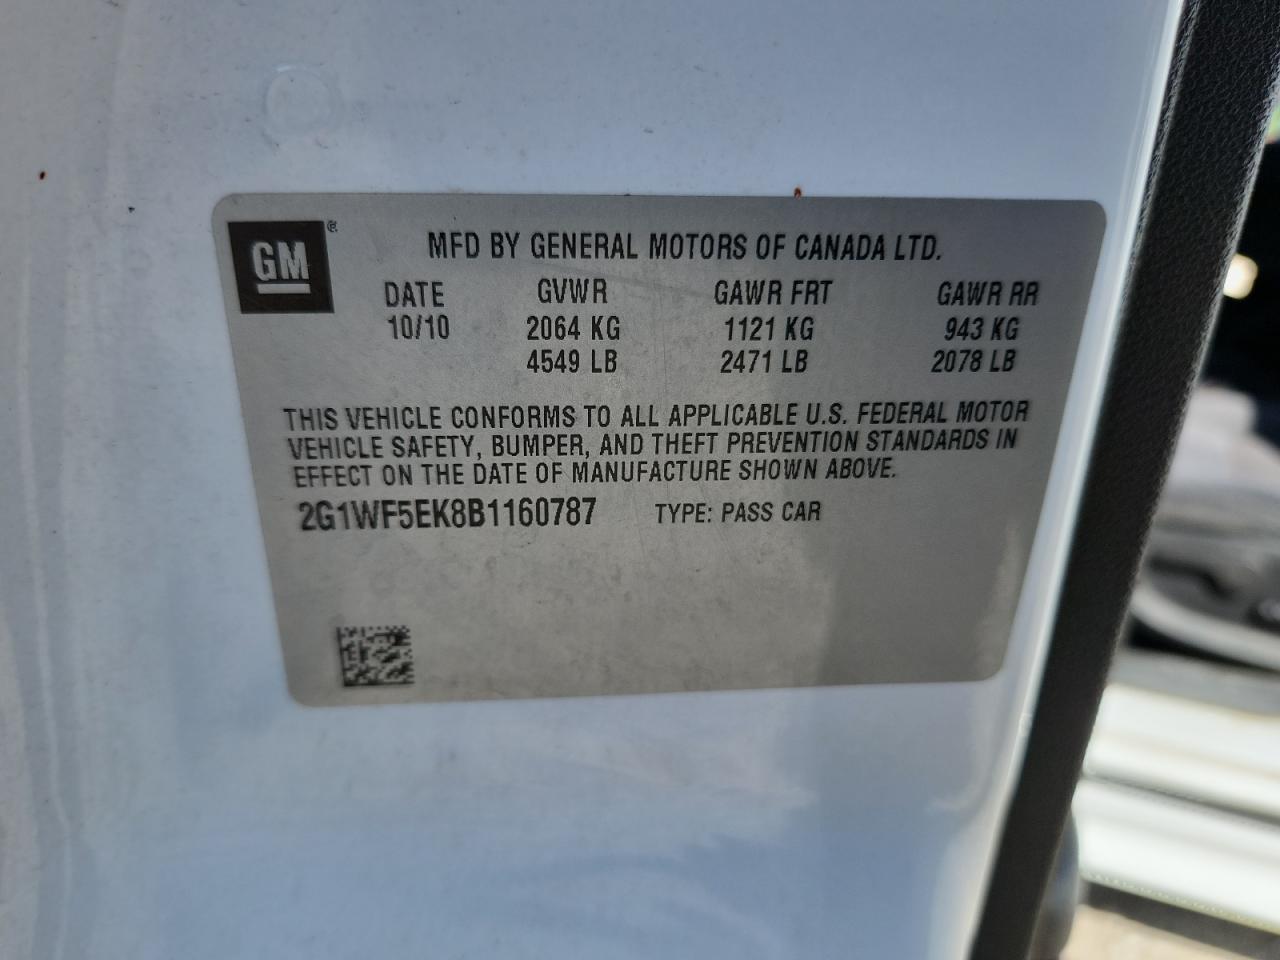 GM®
MFD BY GENERAL MOTORS OF CANADA LTD.
DATE GVWR GAWR FRT GAWR RR
10/10 2064 KG 1121 KG 943 KG
4549 LB 2471 LB 2078 LB
THIS VEHICLE CONFORMS TO ALL APPLICABLE U.S. FEDERAL MOTOR
VEHICLE SAFETY, BUMPER, AND THEFT PREVENTION STANDARDS IN
EFFECT ON THE DATE OF MANUFACTURE SHOWN ABOVE.
2G1WF5EK8B1160787 TYPE: PASS CAR